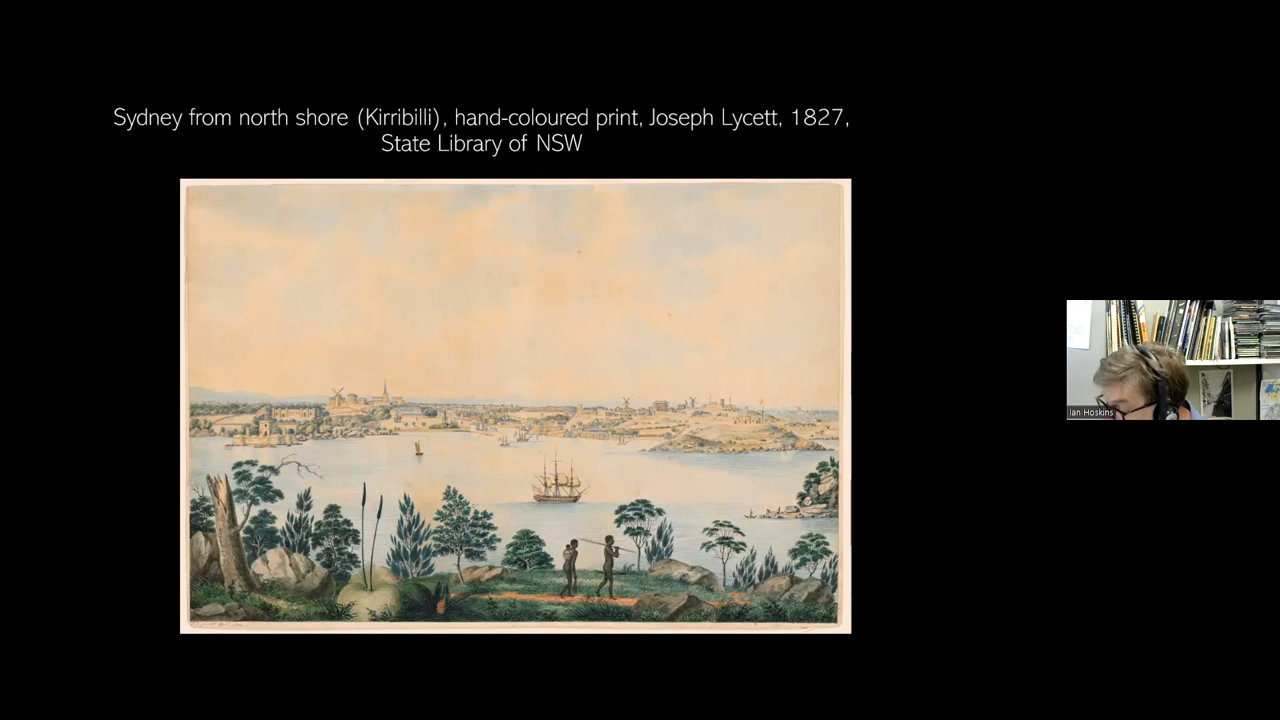 Sydney from north shore (Kirribilli), hand-coloured print, Joseph Lycett, 1827,
State Library of NSW
Ian Hoskins